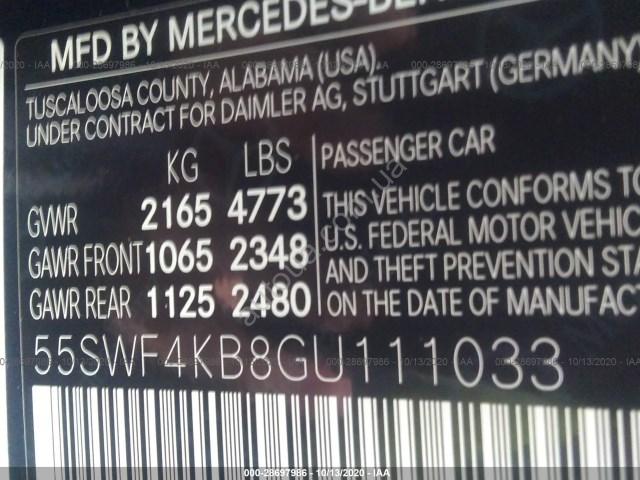 MFD BY MERCEDES-BEN
TUSCALOOSA COUNTY, ALABAMA (USA)
UNDER CONTRACT FOR DAIMLER AG, STUTTGART (GERMANY)
KG LBS PASSENGER CAR
GVWR 2165 4773 THIS VEHICLE CONFORMS TO
GAWR FRONT 1065 2348 U.S. FEDERAL MOTOR VEHIC
GAWR REAR 1125 2480 AND THEFT PREVENTION STA
ON THE DATE OF MANUFAC
55SWF4KB8GU111033
000-28697986 - 10/13/2020 - IAA